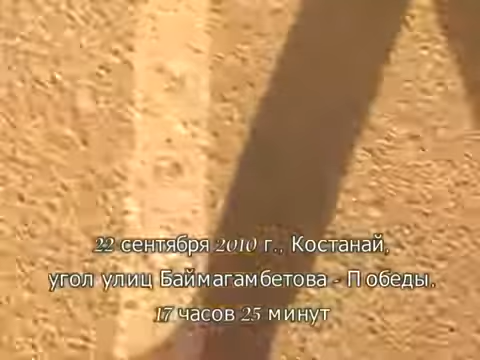 22 сентября 2010 г., Костанай,
угол улиц Баймагамбетова - Победы,
17 часов 25 минут